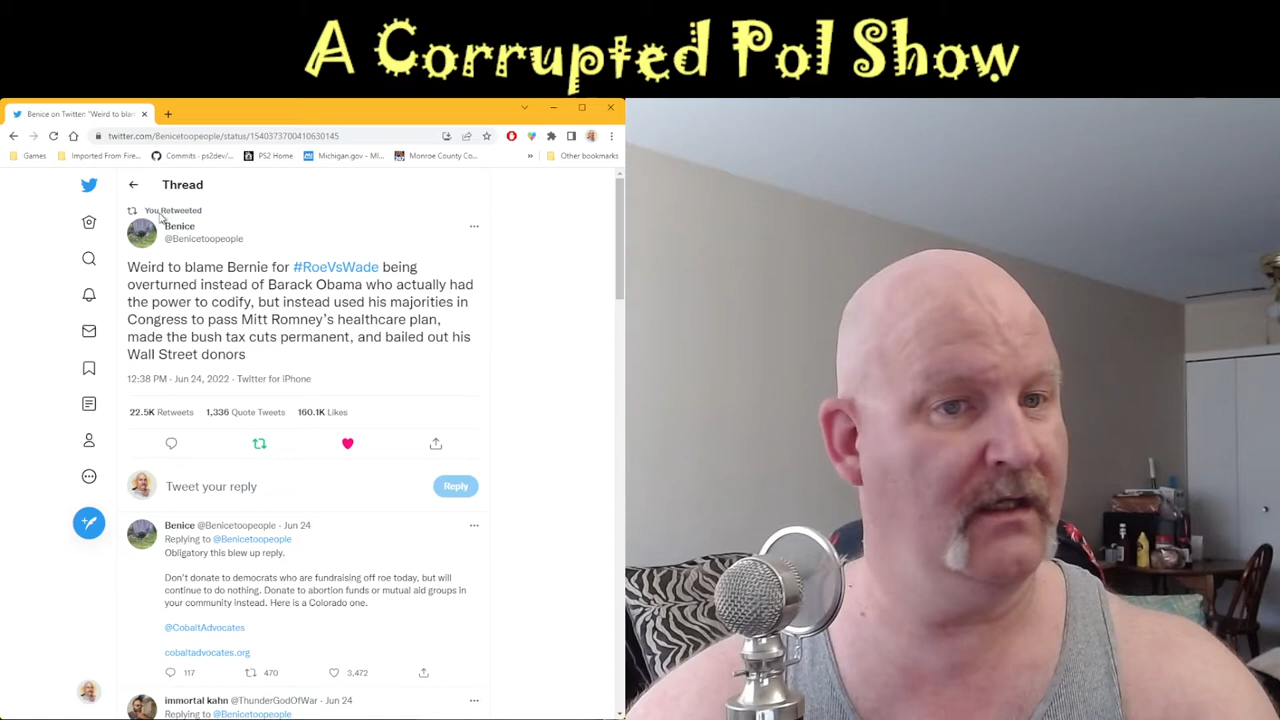 A Corrupted Pol Show
Benice on Twitter: "Weird to blam
twitter.com/Benicetoopeople/status/1540373700410630145
Games
Imported From Fire...
Commits · ps2dev/...
PS2 Home
Michigan.gov - MI...
Monroe County Co...
»
Other bookmarks
Thread
You Retweeted
Benice
@Benicetoopeople
Weird to blame Bernie for #RoeVsWade being
overturned instead of Barack Obama who actually had
the power to codify, but instead used his majorities in
Congress to pass Mitt Romney's healthcare plan,
made the bush tax cuts permanent, and bailed out his
Wall Street donors
12:38 PM · Jun 24, 2022 · Twitter for iPhone
22.5K Retweets 1,336 Quote Tweets 160.1K Likes
Tweet your reply
Reply
Benice @Benicetoopeople · Jun 24
Replying to @Benicetoopeople
Obligatory this blew up reply.
Don't donate to democrats who are fundraising off roe today, but will
continue to do nothing. Donate to abortion funds or mutual aid groups in
your community instead. Here is a Colorado one.
@CobaltAdvocates
cobaltadvocates.org
117 470 3,472
immortal kahn @ThunderGodOfWar · Jun 24
Replying to @Benicetoopeople